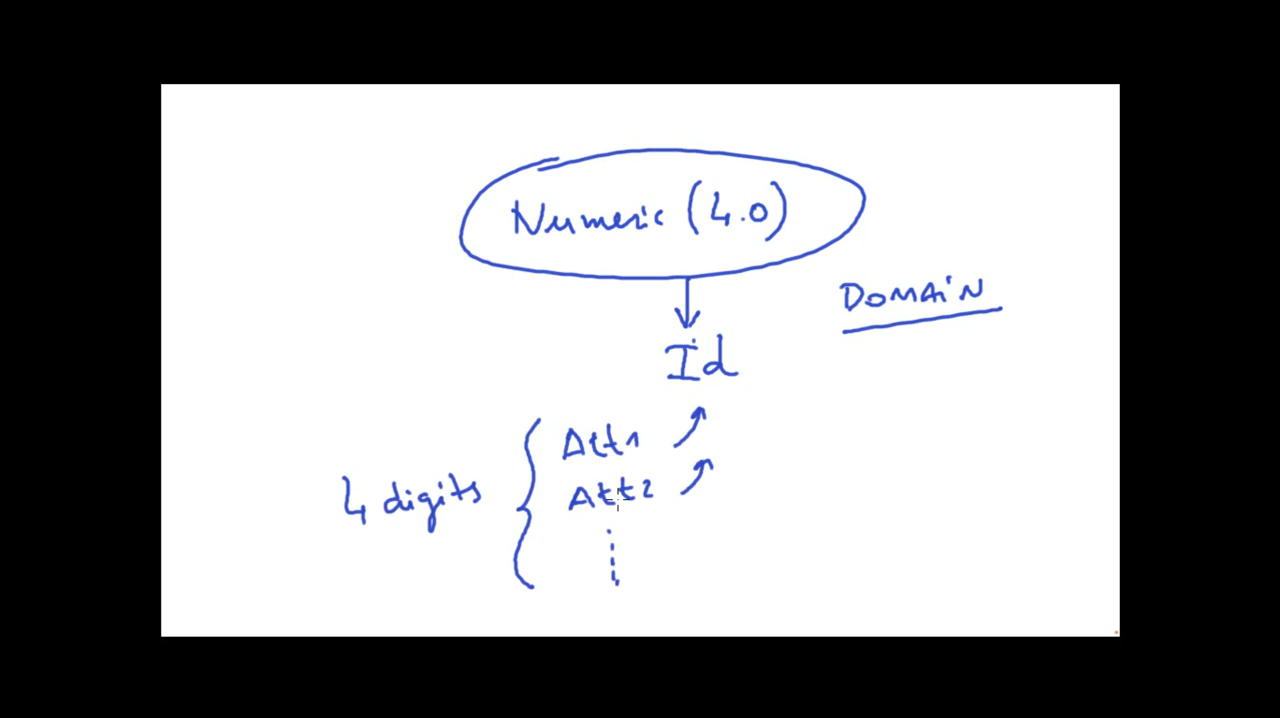 Numeric (4.0)
DOMAiN
Id
Att1
4 digits
Att2